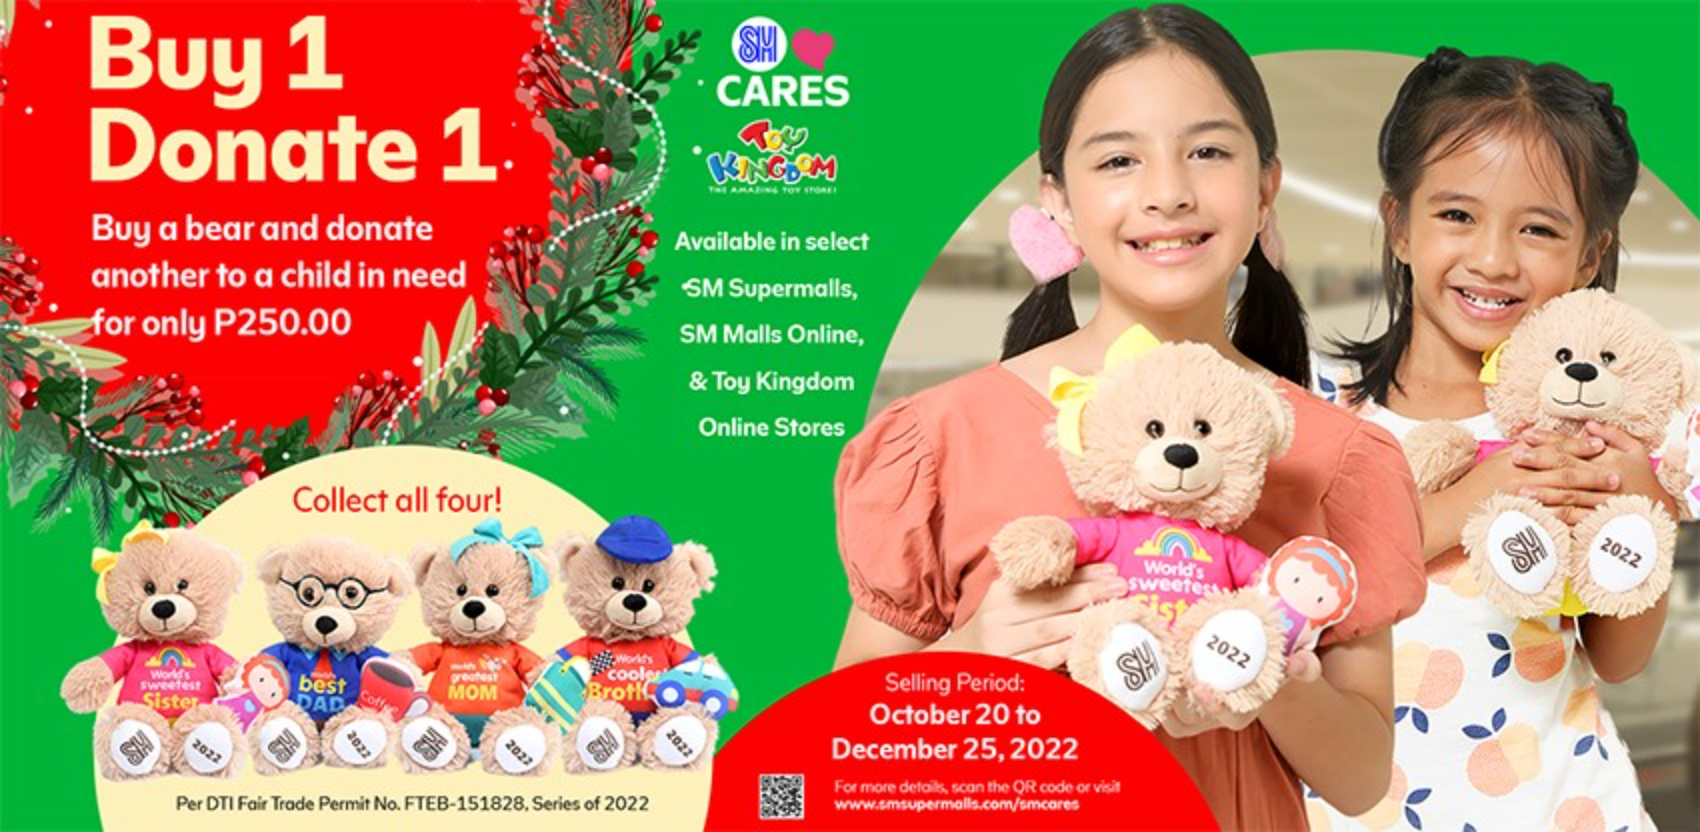 Buy 1
Donate 1.
Buy a bear and donate
another to a child in need
for only P250.00
SM
CARES
TOY
KINGDOM
THE AMAZING TOY STORE!
Available in select
SM Supermalls,
SM Malls Online,
& Toy Kingdom
Online Stores
Collect all four!
World's
sweetest
Sister
SM
2022
best
DAD
Coffee
SM
2022
world's
greatest
MOM
SM
2022
World's
cooles
Broth
SM
2022
Per DTI Fair Trade Permit No. FTEB-151828, Series of 2022
World's
sweetest
Sist
SM
2022
SM
2022
Selling Period:
October 20 to
December 25, 2022
For more details, scan the QR code or visit
www.smsupermalls.com/smcares